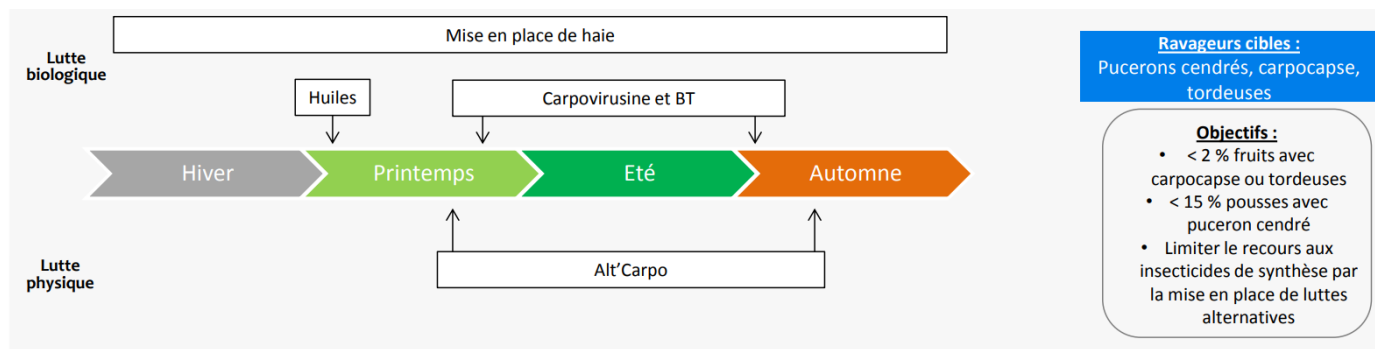 Mise en place de haie
Lutte
biologique
Huiles
Carpovirusine et BT
Hiver
Printemps
Eté
Automne
Alt'Carpo
Lutte
physique
Ravageurs cibles :
Pucerons cendrés, carpocapse,
tordeuses
Objectifs :
• < 2 % fruits avec
carpocapse ou tordeuses
• < 15 % pousses avec
puceron cendré
• Limiter le recours aux
insecticides de synthèse par
la mise en place de luttes
alternatives